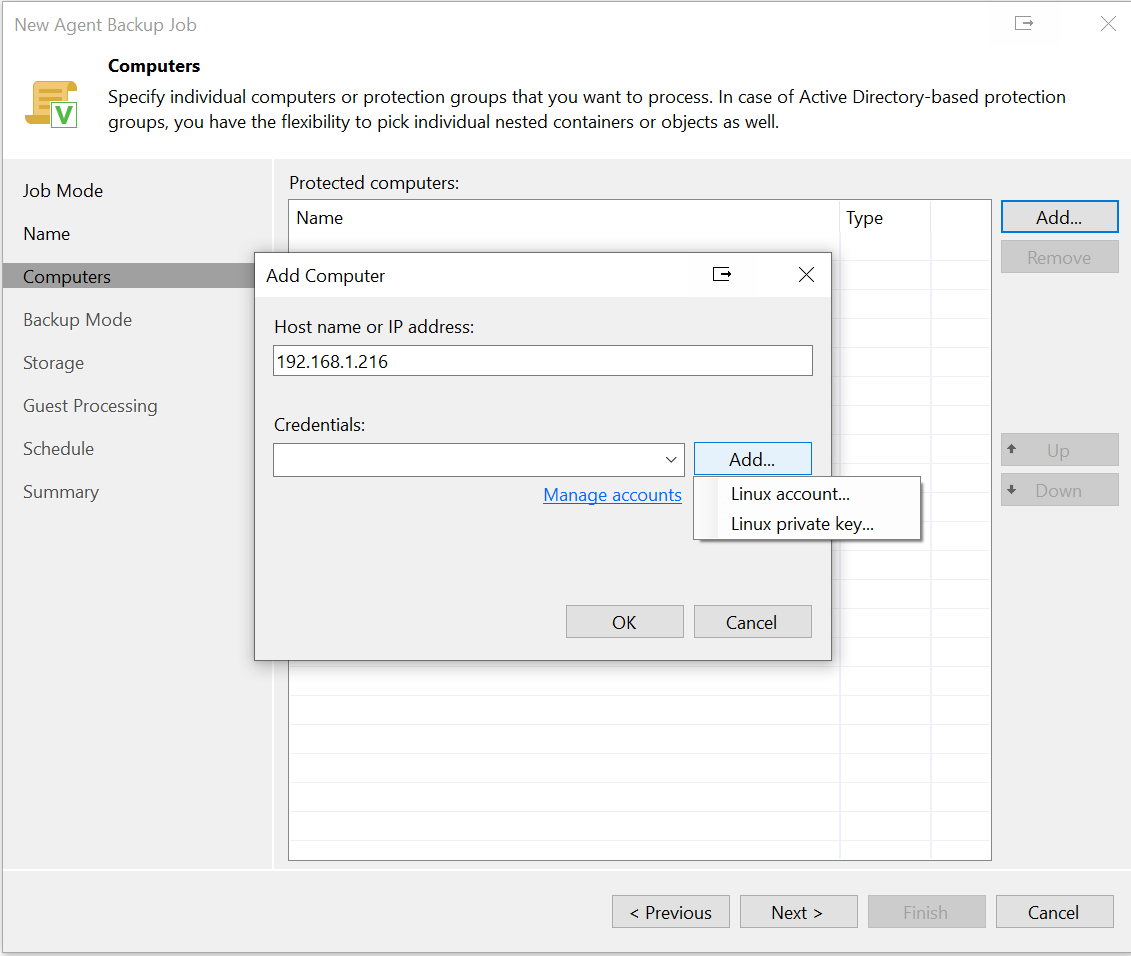 New Agent Backup Job
Computers
Specify individual computers or protection groups that you want to process. In case of Active Directory-based protection
groups, you have the flexibility to pick individual nested containers or objects as well.
Job Mode
Name
Computers
Backup Mode
Storage
Guest Processing
Schedule
Summary
Protected computers:
Name
Type
Add...
Remove
Up
Down
Add Computer
Host name or IP address:
192.168.1.216
Credentials:
Add...
Manage accounts
Linux account...
Linux private key...
OK
Cancel
< Previous
Next >
Finish
Cancel